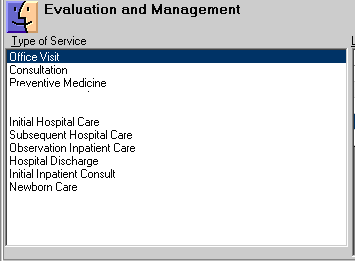 Evaluation and Management
Type of Service
Office Visit
Consultation
Preventive Medicine
Initial Hospital Care
Subsequent Hospital Care
Observation Inpatient Care
Hospital Discharge
Initial Inpatient Consult
Newborn Care